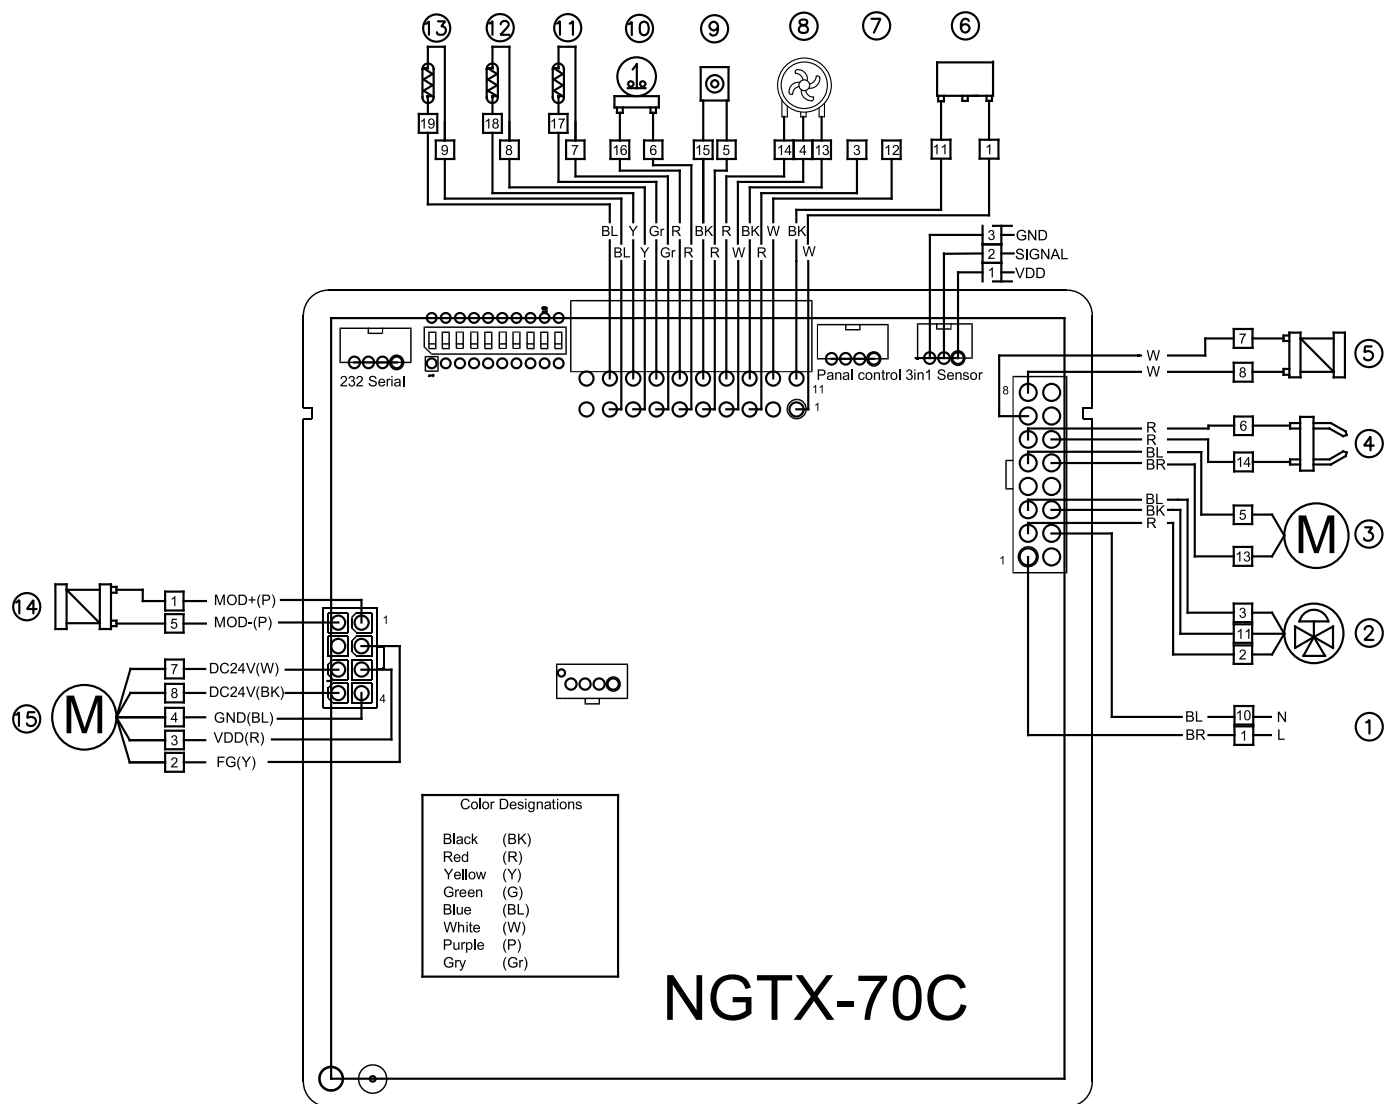 13 12 11 10 9 8 7 6
1
19 18 17
9 8 7 16 6 15 5 14 4 13 3 12 11 1
BL Y Gr R BK R BK W BK
BL Y Gr R R W R W
3 GND
2 SIGNAL
1 VDD
232 Serial
Panal control
3in1 Sensor
11
1
8
1
W 7
W 8
5
R 6
R 14
4
BL
BR
5
13
M
3
BL
BK
R
3
11
2
2
BL 10 N
BR 1 L
1
14
1 MOD+(P)
5 MOD-(P)
1
4
15
M
7 DC24V(W)
8 DC24V(BK)
4 GND(BL)
3 VDD(R)
2 FG(Y)
Color Designations
Black (BK)
Red (R)
Yellow (Y)
Green (G)
Blue (BL)
White (W)
Purple (P)
Gry (Gr)
NGTX-70C